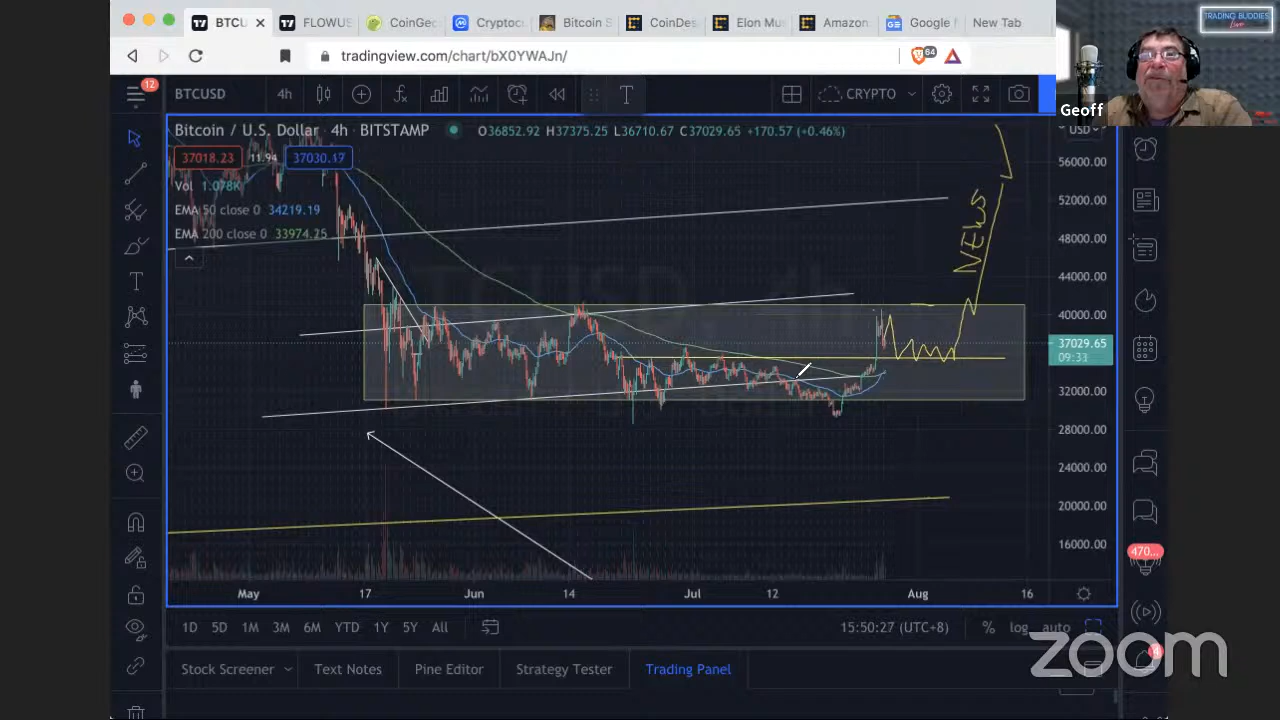 BTCU
FLOWUS
CoinGec
Cryptoc
Bitcoin S
CoinDes
Elon Mus
Amazon
Google
New Tab
TRADING BUDDIES
Live
tradingview.com/chart/bX0YWAJn/
64
Geoff
12
BTCUSD
4h
CRYPTO
Bitcoin / U.S. Dollar · 4h · BITSTAMP
O36852.92 H37375.25 L36710.67 C37029.65 +170.57 (+0.46%)
USD
37018.23
11.94
37030.17
Vol 1.078K
EMA 50 close 0 34219.19
EMA 200 close 0 33974.25
NEWS
56000.00
52000.00
48000.00
44000.00
40000.00
37029.65
09:33
32000.00
28000.00
24000.00
20000.00
16000.00
May
17
Jun
14
Jul
12
Aug
16
470...
1D
5D
1M
3M
6M
YTD
1Y
5Y
All
15:50:27 (UTC+8)
%
log
auto
zoom
4
Stock Screener
Text Notes
Pine Editor
Strategy Tester
Trading Panel